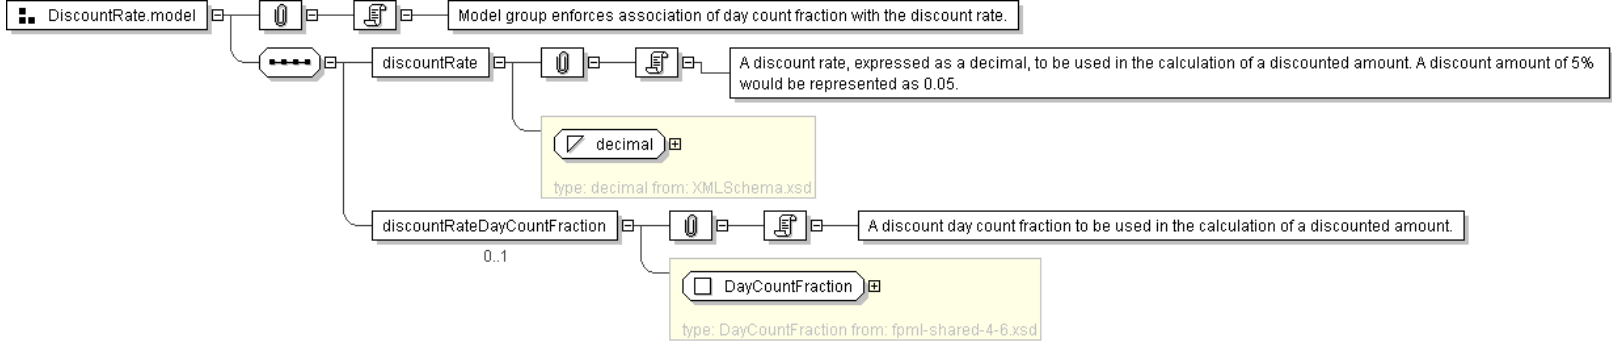 DiscountRate.model
Model group enforces association of day count fraction with the discount rate.
discountRate
A discount rate, expressed as a decimal, to be used in the calculation of a discounted amount. A discount amount of 5%
would be represented as 0.05.
decimal
type: decimal from: XMLSchema.xsd
discountRateDayCountFraction
A discount day count fraction to be used in the calculation of a discounted amount.
0..1
DayCountFraction
type: DayCountFraction from: fpml-shared-4-6.xsd